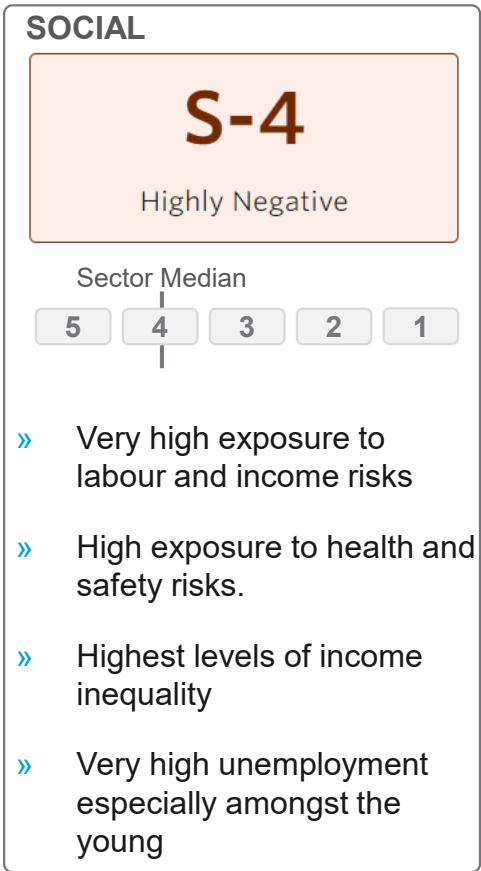 SOCIAL
S-4
Highly Negative
Sector Median
5 4 3 2 1
» Very high exposure to
labour and income risks
» High exposure to health and
safety risks.
» Highest levels of income
inequality
» Very high unemployment
especially amongst the
young